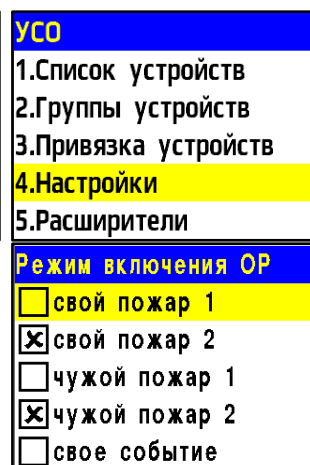 УСО
1.Список устройств
2.Группы устройств
3.Привязка устройств
4.Настройки
5.Расширители
Режим включения ОР
свой пожар 1
свой пожар 2
чужой пожар 1
чужой пожар 2
свое событие